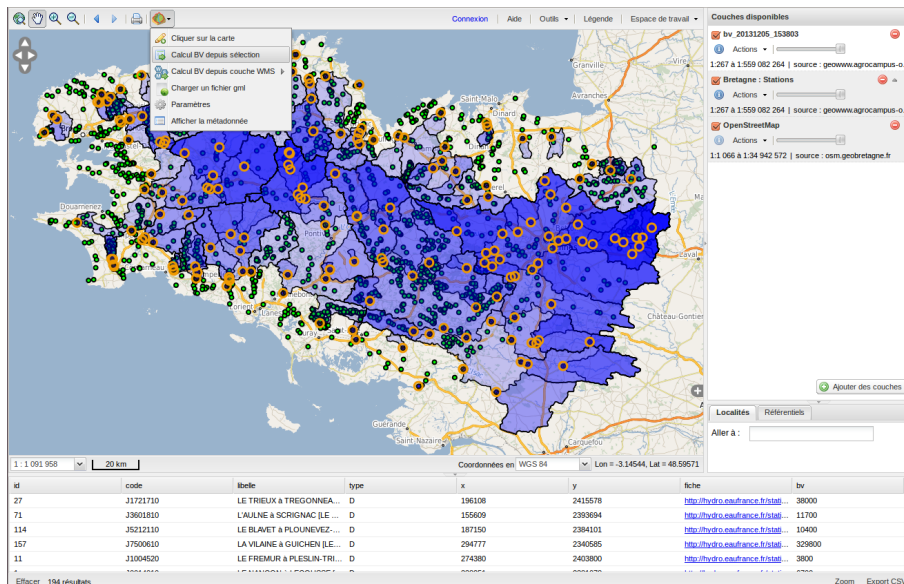 Connexion Aide Outils Légende Espace de travail
Couches disponibles
Cliquer sur la carte
Calcul BV depuis sélection
Calcul BV depuis couche WMS
Charger un fichier gml
Paramètres
Afficher la métadonnée
bv_20131205_153803
Actions
1:267 à 1:559 082 264 | source : geowww.agrocampus-o.
Bretagne : Stations
Actions
1:267 à 1:559 082 264 | source : geowww.agrocampus-o.
OpenStreetMap
Actions
1:1 066 à 1:34 942 572 | source : osm.geobretagne.fr
Granville
Vire
Avranches
Saint-Malo
Dinard
Douarnenez
Laval
Château-Gontier
Guérande
Saint-Nazaire
Carquefou
Ajouter des couches
Localités Référentiels
Aller à :
1 : 1 091 958 20 km Coordonnées en WGS 84 Lon = -3.14544, Lat = 48.59571
id code libelle type x y fiche bv
27 J1721710 LE TRIEUX à TREGONNEA... D 196108 2415578 http://hydro.eaufrance.fr/stati... 38000
71 J3601810 L'AULNE à SCRIGNAC [LE ... D 155609 2393694 http://hydro.eaufrance.fr/stati... 11700
114 J5212110 LE BLAVET à PLOUNEVEZ-... D 187150 2384101 http://hydro.eaufrance.fr/stati... 10400
157 J7500610 LA VILAINE à GUICHEN [LE... D 294777 2340585 http://hydro.eaufrance.fr/stati... 329800
11 J1004520 LE FREMUR à PLESLIN-TRI... D 274380 2403800 http://hydro.eaufrance.fr/stati... 3800
Effacer 194 résultats Zoom Export CSV